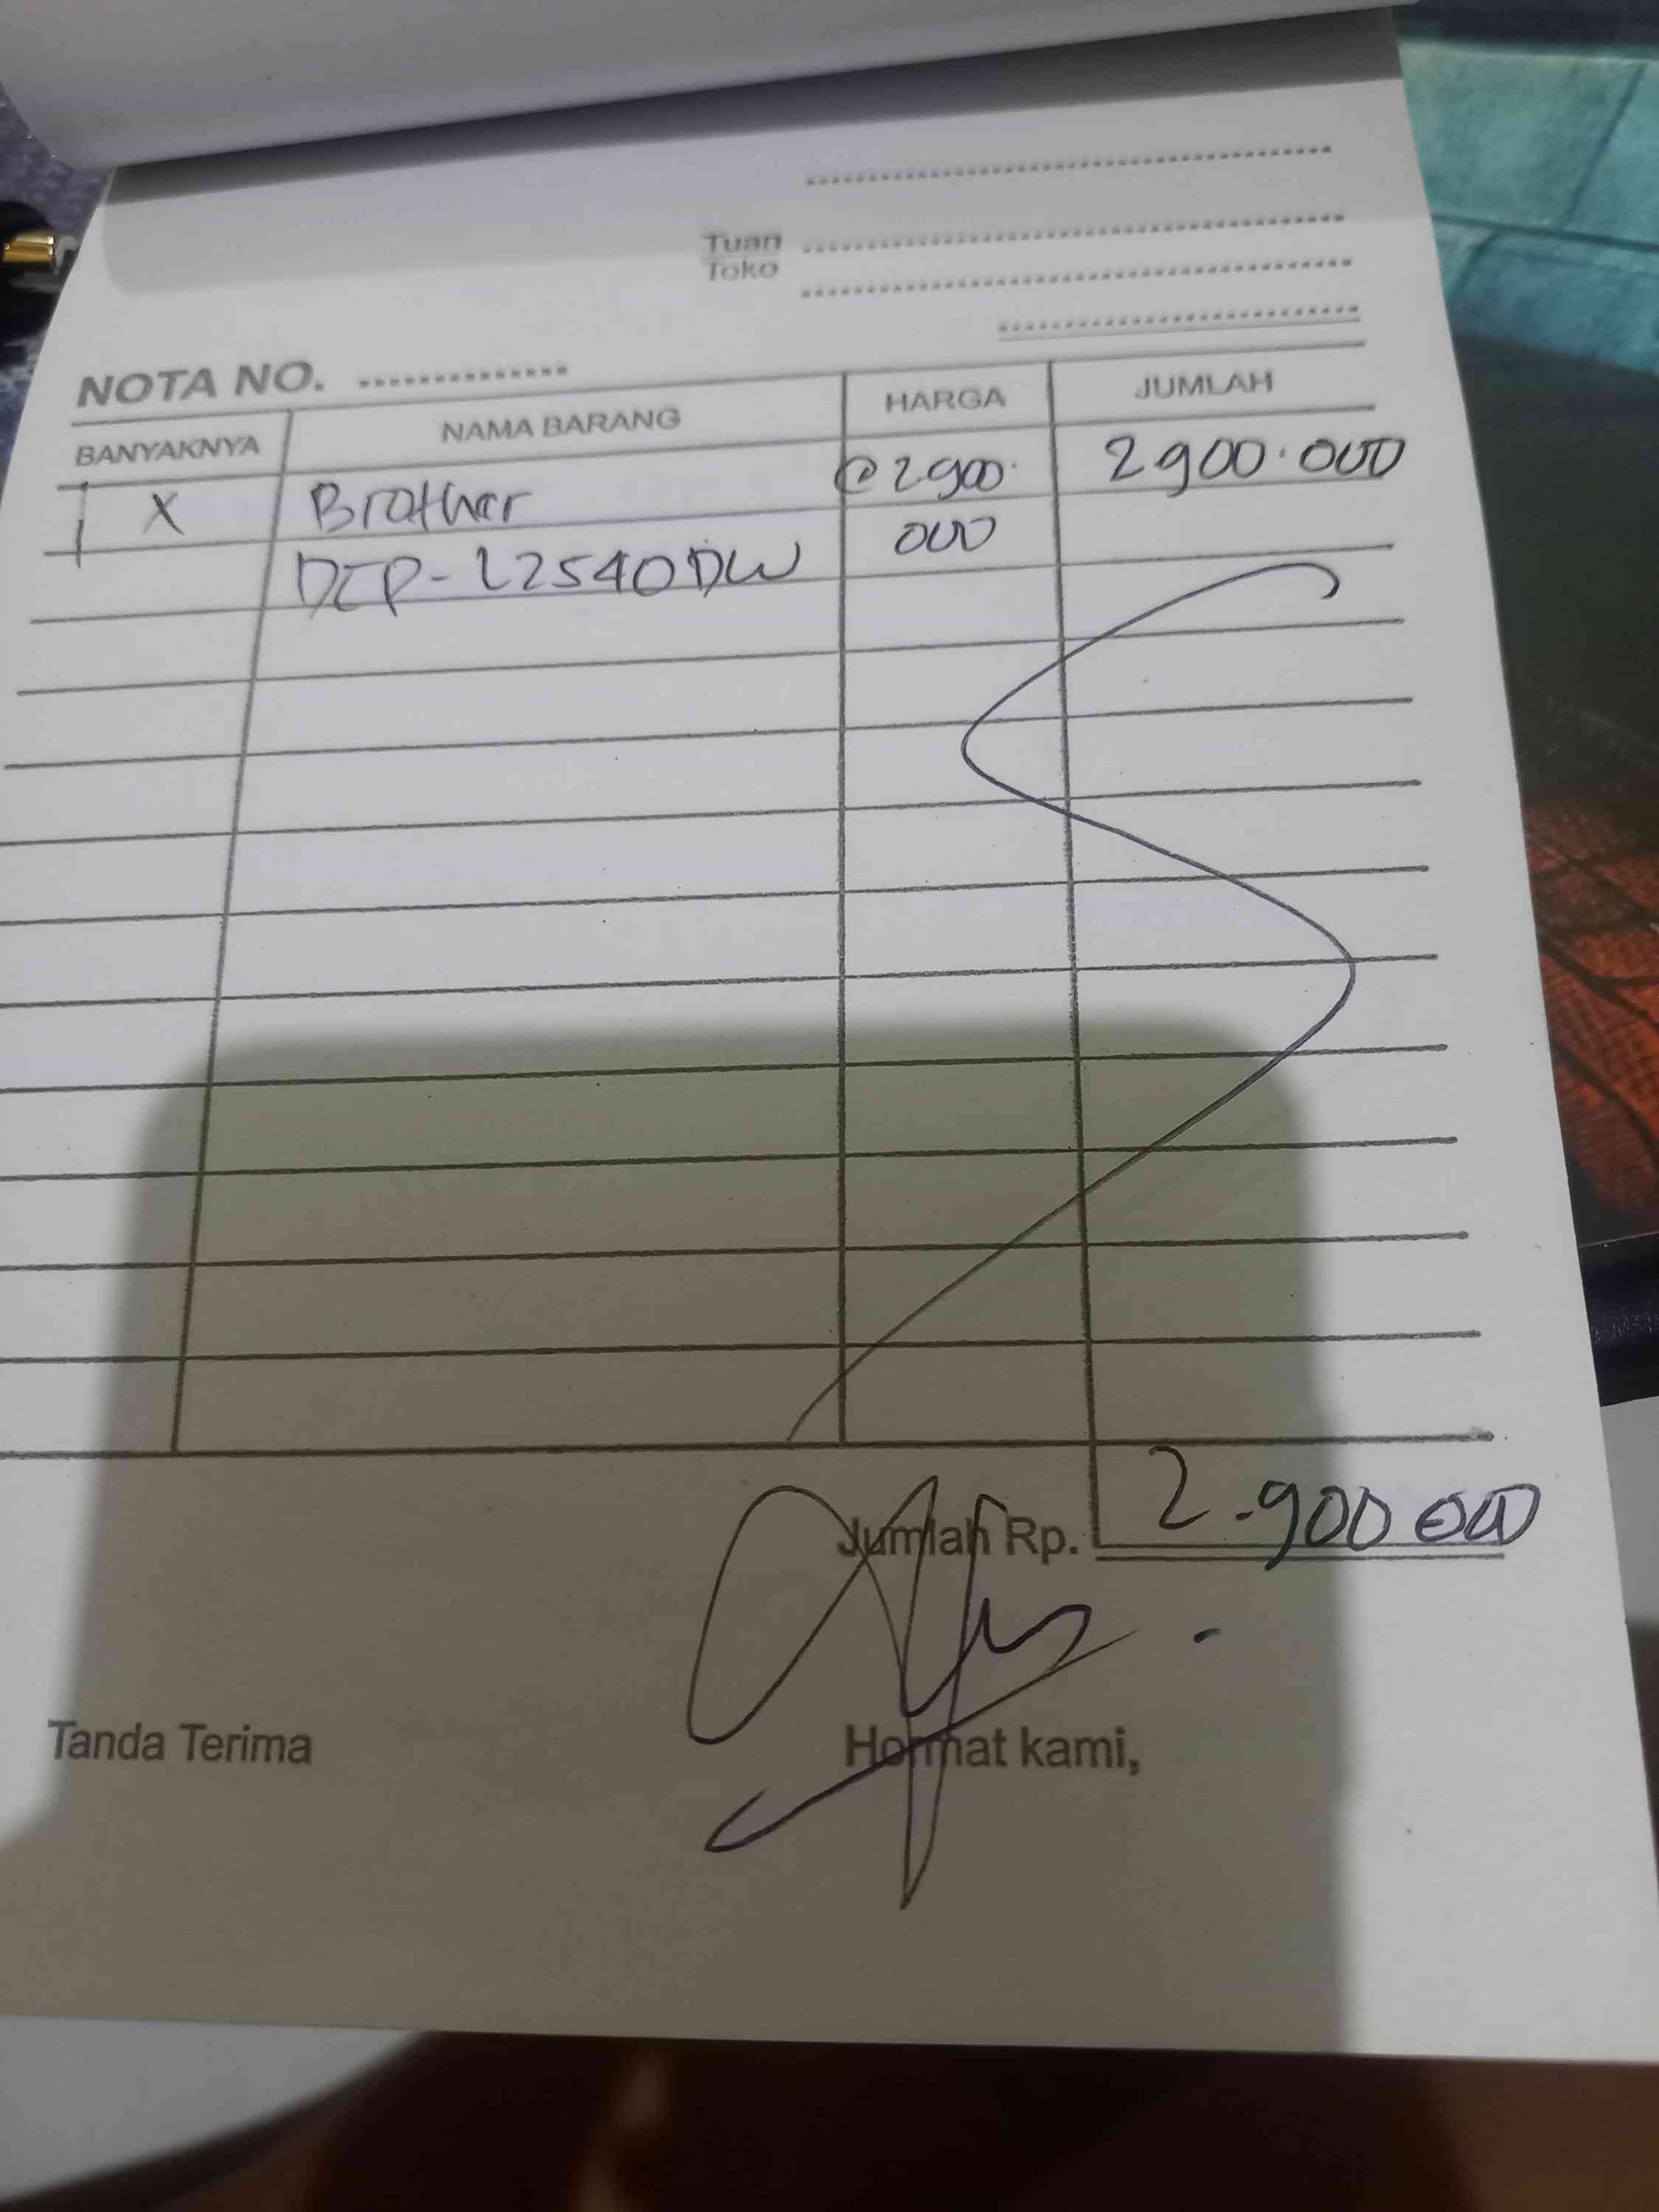 Tuan
Toko
NOTA NO.
BANYAKNYA NAMA BARANG HARGA JUMLAH
1 X Brother @ 2900. 2900.000
DCP-L2540DW 000
Jumlah Rp. 2.900 000
Tanda Terima Hormat kami,